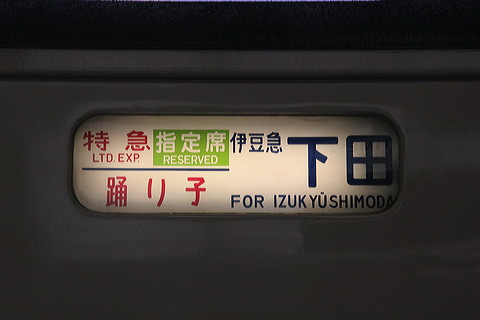 特急 指定席 伊豆急下田
LTD. EXP. RESERVED
踊り子 FOR IZUKYŪSHIMODA